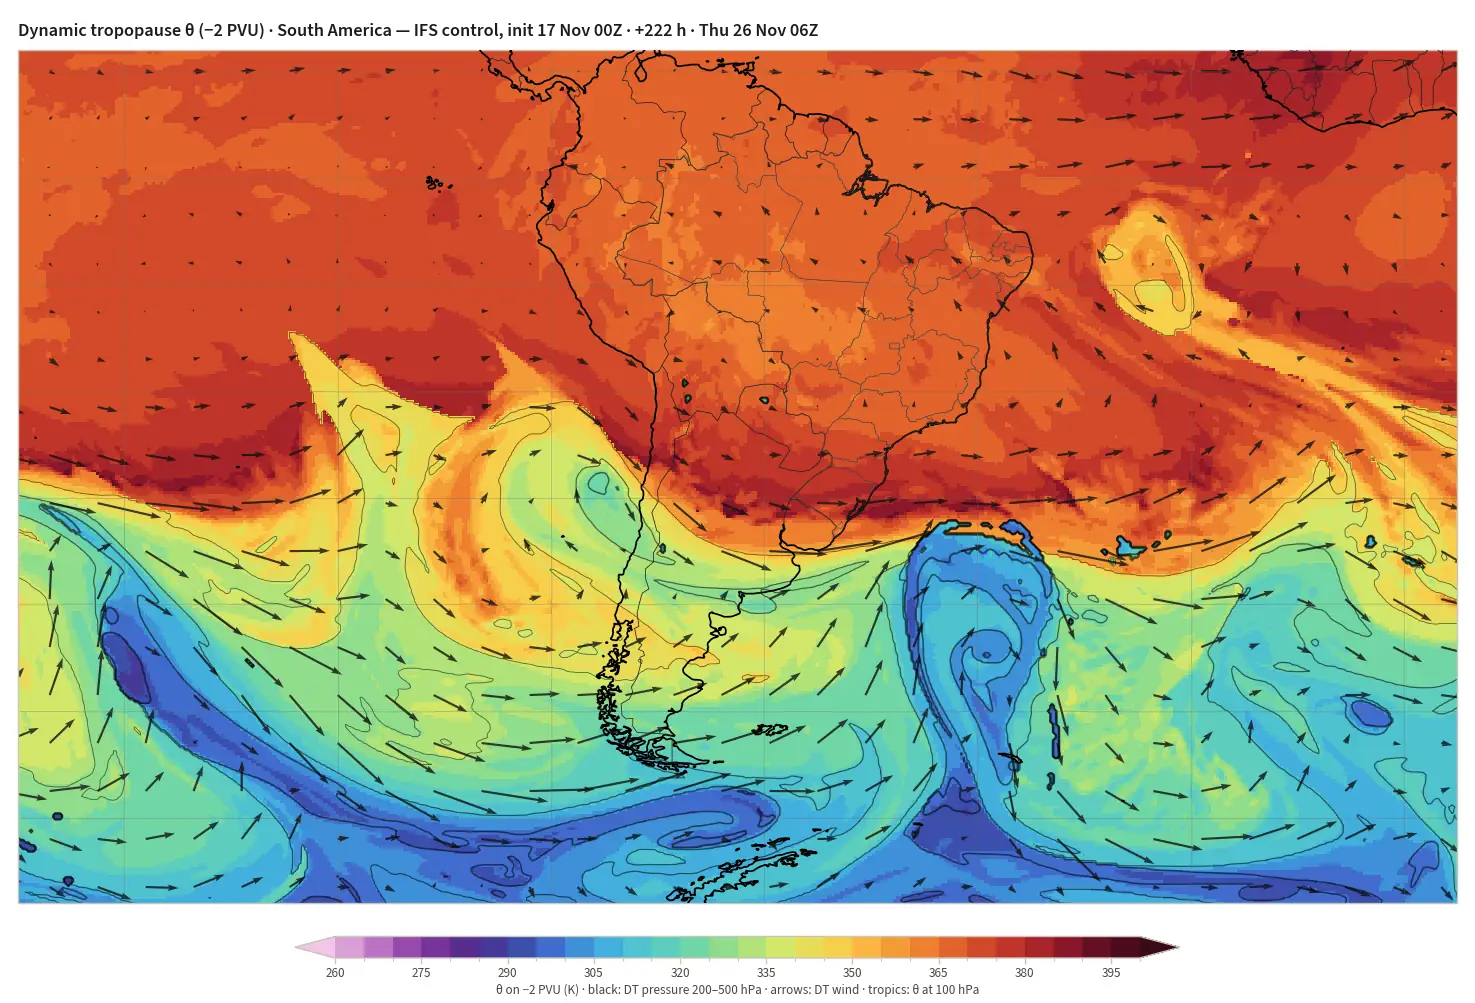 Dynamic tropopause θ (−2 PVU) · South America — IFS control, init 17 Nov 00Z · +222 h · Thu 26 Nov 06Z
260 275 290 305 320 335 350 365 380 395
θ on −2 PVU (K) · black: DT pressure 200–500 hPa · arrows: DT wind · tropics: θ at 100 hPa